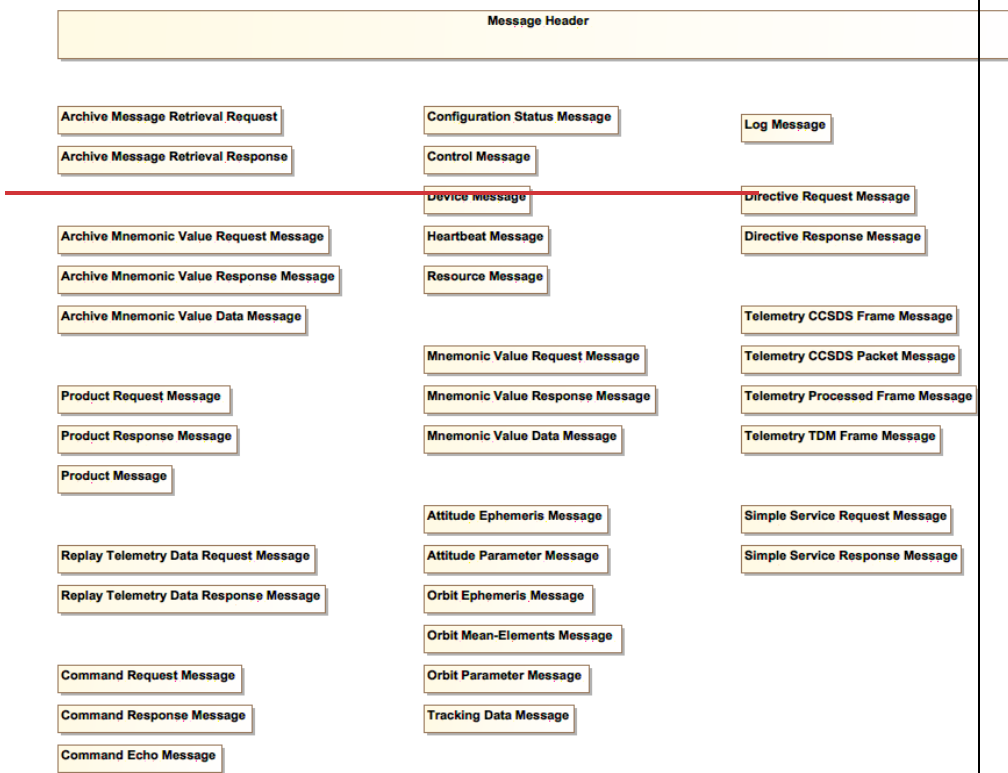 Message Header
Archive Message Retrieval Request
Archive Message Retrieval Response
Archive Mnemonic Value Request Message
Archive Mnemonic Value Response Message
Archive Mnemonic Value Data Message
Product Request Message
Product Response Message
Product Message
Replay Telemetry Data Request Message
Replay Telemetry Data Response Message
Command Request Message
Command Response Message
Command Echo Message
Configuration Status Message
Control Message
Device Message
Heartbeat Message
Resource Message
Mnemonic Value Request Message
Mnemonic Value Response Message
Mnemonic Value Data Message
Attitude Ephemeris Message
Attitude Parameter Message
Orbit Ephemeris Message
Orbit Mean-Elements Message
Orbit Parameter Message
Tracking Data Message
Log Message
Directive Request Message
Directive Response Message
Telemetry CCSDS Frame Message
Telemetry CCSDS Packet Message
Telemetry Processed Frame Message
Telemetry TDM Frame Message
Simple Service Request Message
Simple Service Response Message